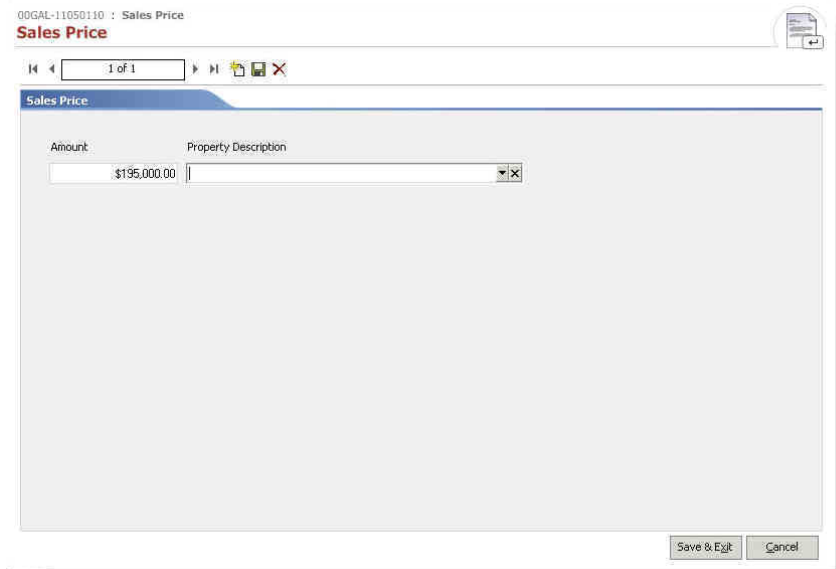 00GAL-11050110 : Sales Price
Sales Price
1 of 1
Sales Price
Amount Property Description
$195,000.00
Save & Exit Cancel